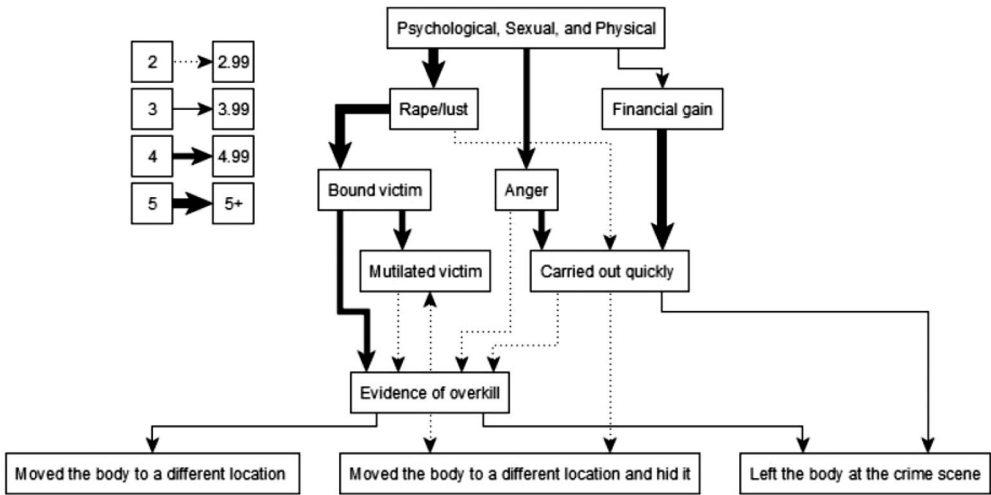 Psychological, Sexual, and Physical
2 2.99
3 3.99
4 4.99
5 5+
Rape/lust
Financial gain
Bound victim
Anger
Mutilated victim
Carried out quickly
Evidence of overkill
Moved the body to a different location
Moved the body to a different location and hid it
Left the body at the crime scene